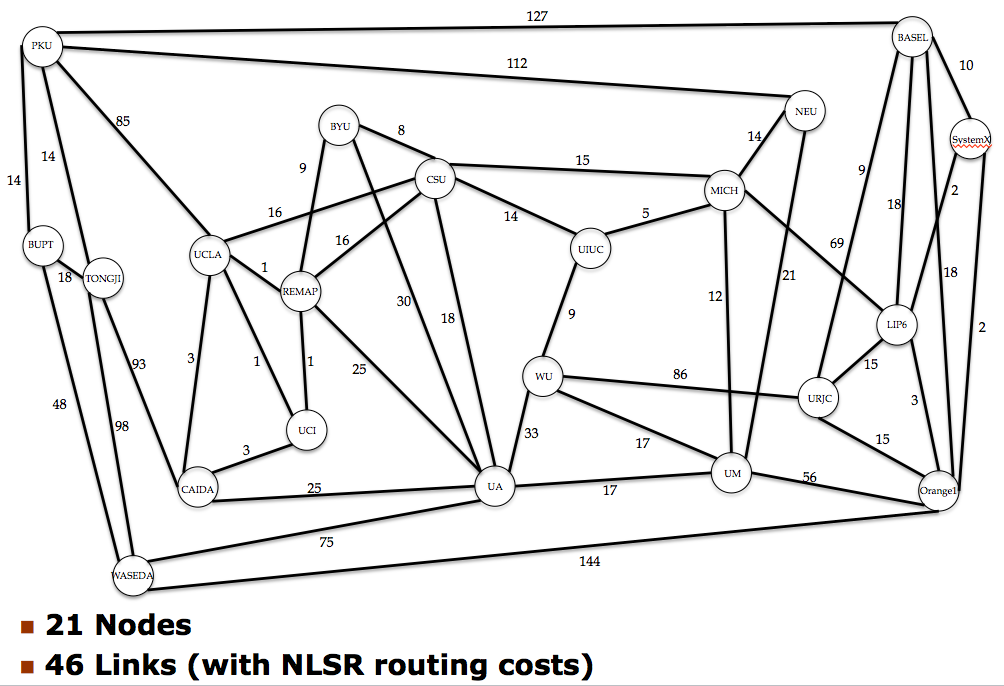 127
PKU
BASEL
112
10
NEU
85
BYU
8
14
SystemX
9
15
14
CSU
9
14
MICH
2
18
16
14
5
BUPT
16
UCLA
UIUC
69
18
TONGJI
1
REMAP
21
18
30
12
9
18
LIP6
2
93
3
1
1
25
15
WU
86
URJC
3
48
98
UCI
33
17
15
3
CAIDA
25
UA
17
UM
56
Orange1
75
144
WASEDA
21 Nodes
46 Links (with NLSR routing costs)